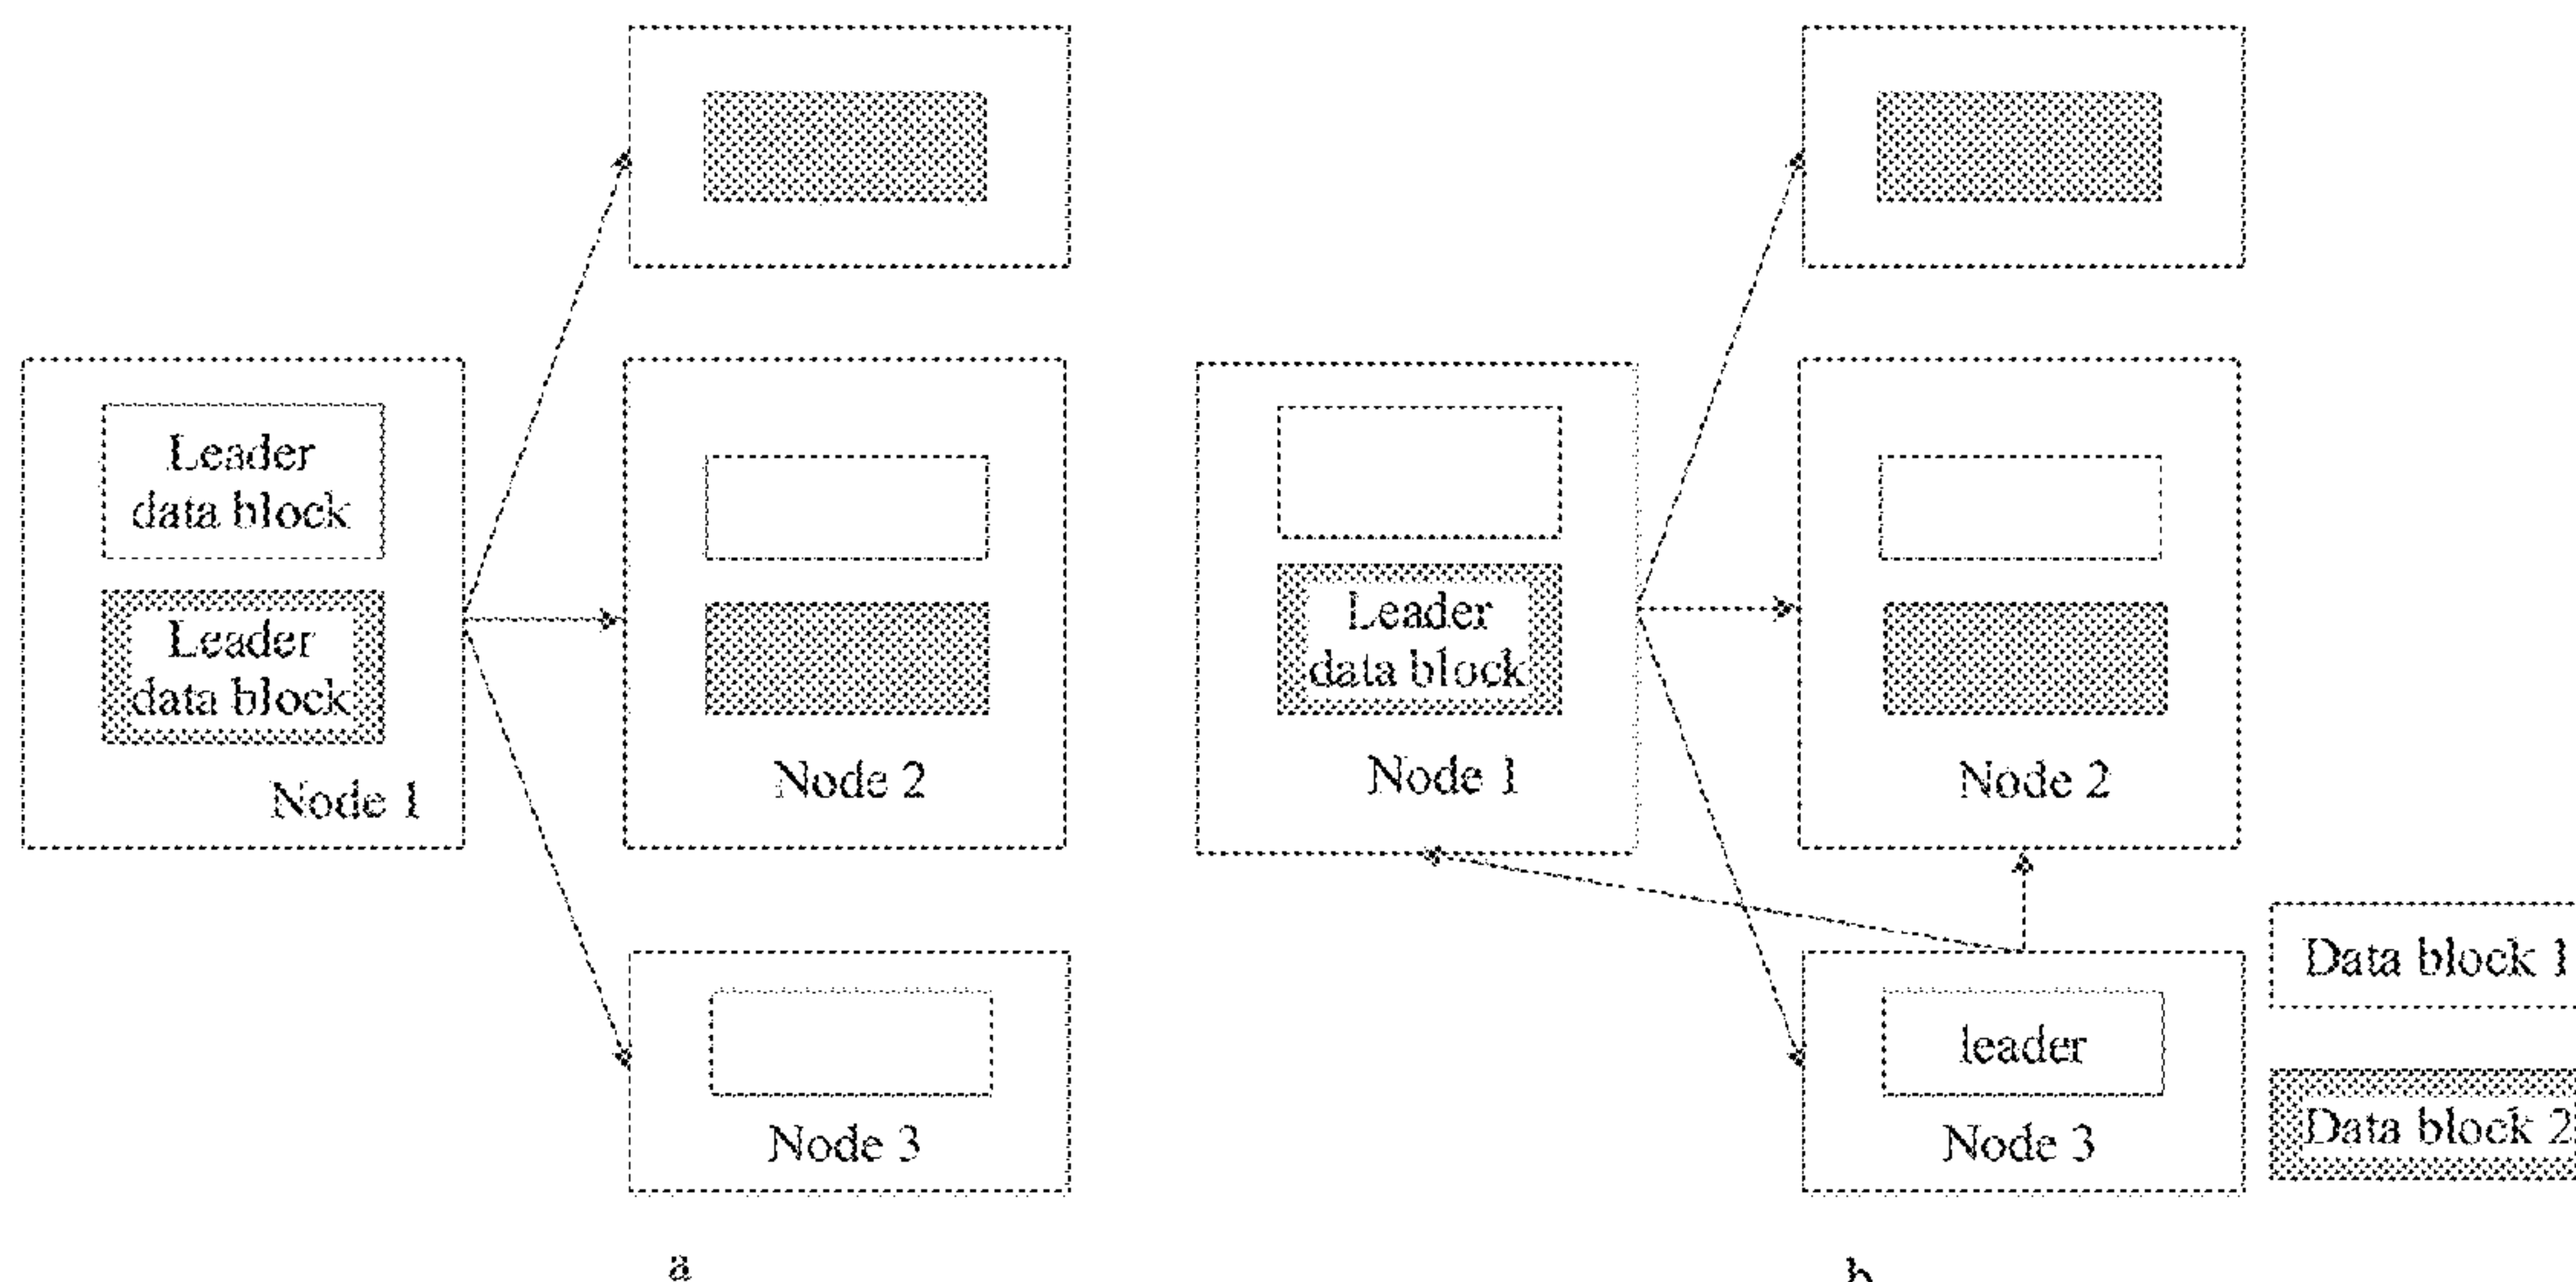 Leader
data block
Leader
data block
Node 1
Node 2
Node 3
a
Leader
data block
Node 1
Node 2
leader
Node 3
Data block 1
Data block 2
b